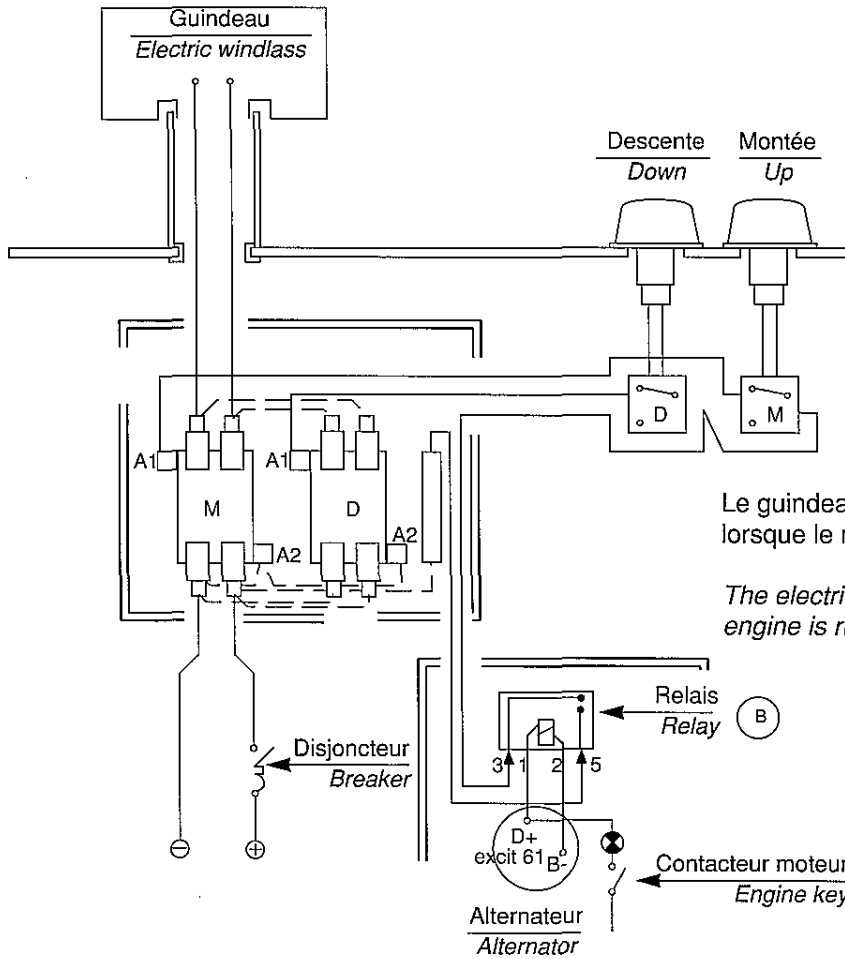 Guindeau
Electric windlass
Descente
Down
Montée
Up
D
M
A1
A1
M
D
A2
A2
Le guindea
lorsque le
The electri
engine is
Relais
Relay
B
3
1
2
5
Disjoncteur
Breaker
D+
excit 61
B-
Contacteur moteur
Engine key
Alternateur
Alternator
⊖
⊕